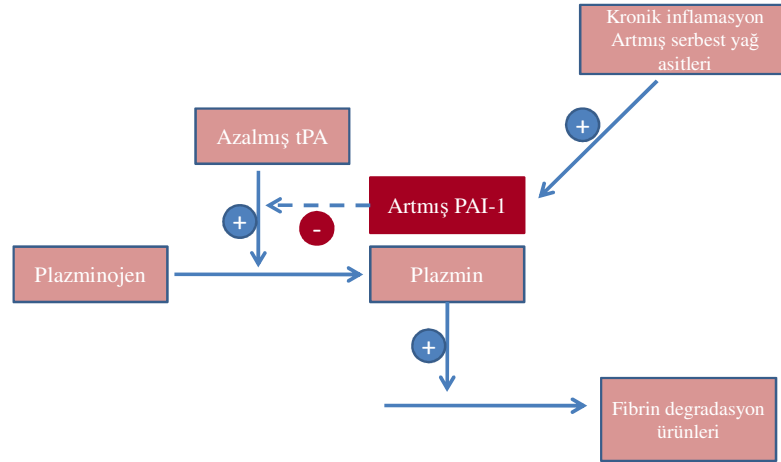 Kronik inflamasyon
Artmış serbest yağ
asitleri
+
Azalmış tPA
Artmış PAI-1
+
-
Plazminojen
Plazmin
+
Fibrin degradasyon
ürünleri